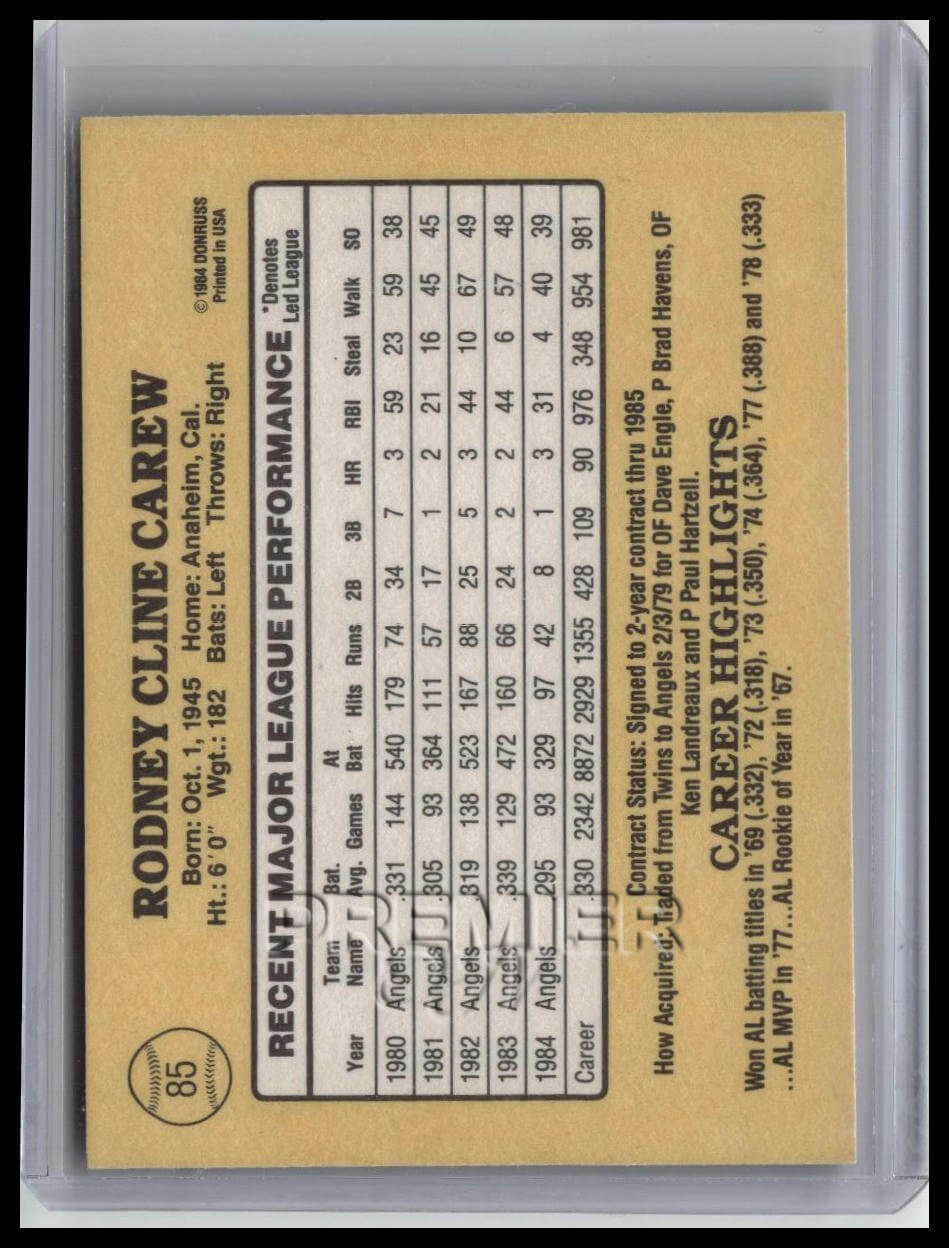 85
RODNEY CLINE CAREW
Born: Oct. 1, 1945 Home: Anaheim, Cal.
Ht.: 6'0" Wgt.: 182 Bats: Left Throws: Right
© 1984 DONRUSS
Printed in USA
RECENT MAJOR LEAGUE PERFORMANCE *Denotes Led League
Year Team Name Bat. Avg. Games At Bat Hits Runs 2B 3B HR RBI Steal Walk SO
1980 Angels .331 144 540 179 74 34 7 3 59 23 59 38
1981 Angels .305 93 364 111 57 17 1 2 21 16 45 45
1982 Angels .319 138 523 167 88 25 5 3 44 10 67 49
1983 Angels .339 129 472 160 66 24 2 2 44 6 57 48
1984 Angels .295 93 329 97 42 8 1 3 31 4 40 39
Career .330 2342 8872 2929 1355 428 109 90 976 348 954 981
Contract Status: Signed to 2-year contract thru 1985
How Acquired: Traded from Twins to Angels 2/3/79 for OF Dave Engle, P Brad Havens, OF
Ken Landreaux and P Paul Hartzell.
CAREER HIGHLIGHTS
Won AL batting titles in '69 (.332), '72 (.318), '73 (.350), '74 (.364), '77 (.388) and '78 (.333)
...AL MVP in '77...AL Rookie of Year in '67.
PREMIER